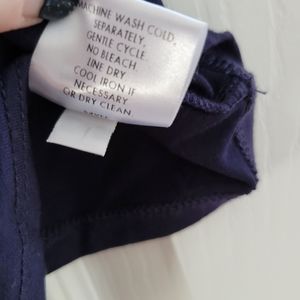 MACHINE WASH COLD,
SEPARATELY,
GENTLE CYCLE.
NO BLEACH.
LINE DRY
COOL IRON IF
NECESSARY
OR DRY CLEAN